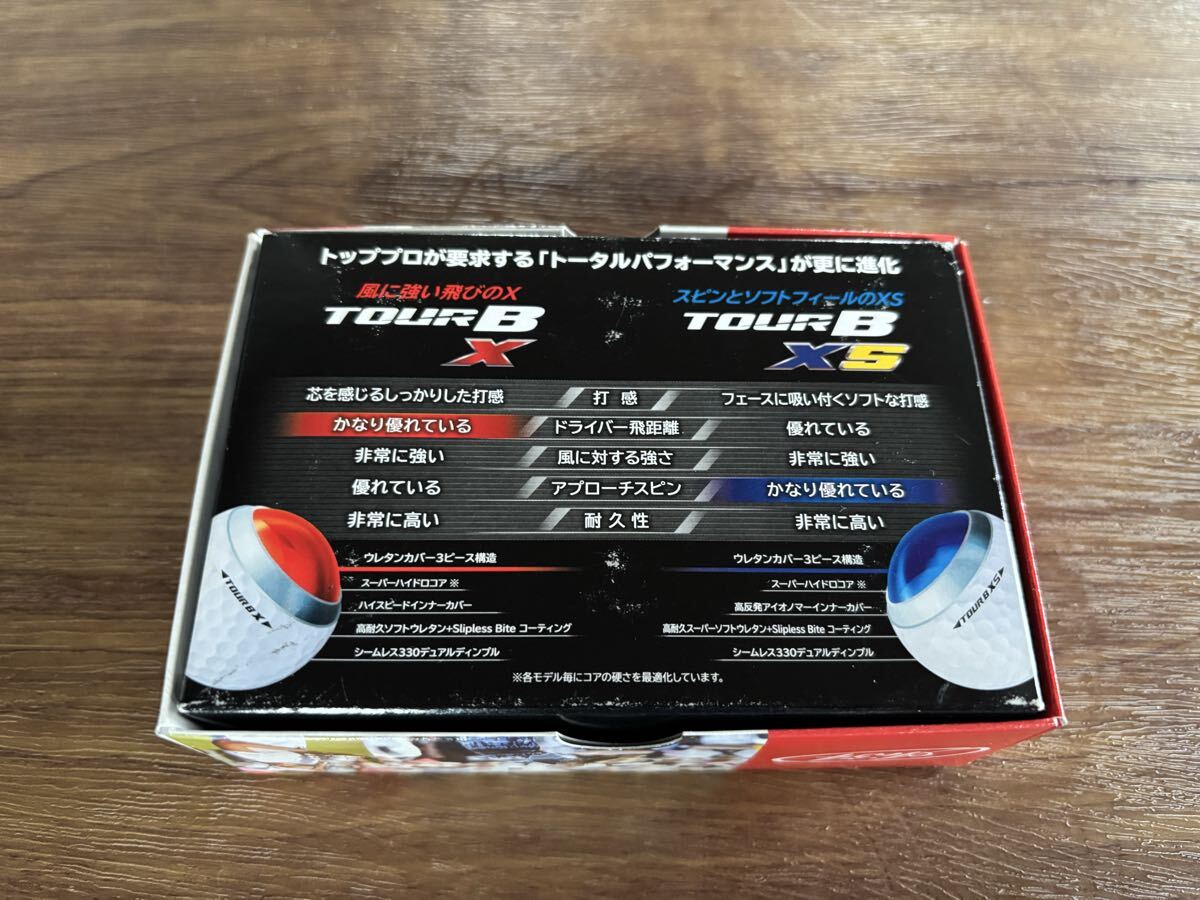 トッププロが要求する「トータルパフォーマンス」が更に進化
風に強い飛びのX
TOUR B
X
スピンとソフトフィールのXS
TOUR B
XS
芯を感じるしっかりした打感 打感 フェースに吸い付くソフトな打感
かなり優れている ドライバー飛距離 優れている
非常に強い 風に対する強さ 非常に強い
優れている アプローチスピン かなり優れている
非常に高い 耐久性 非常に高い
TOUR B X
ウレタンカバー3ピース構造
スーパーハイドロコア ※
ハイスピードインナーカバー
高耐久ソフトウレタン+Slipless Bite コーティング
シームレス330デュアルディンプル
ウレタンカバー3ピース構造
スーパーハイドロコア ※
高反発アイオノマーインナーカバー
高耐久スーパーソフトウレタン+Slipless Bite コーティング
シームレス330デュアルディンプル
TOUR B XS
※各モデル毎にコアの硬さを最適化しています。